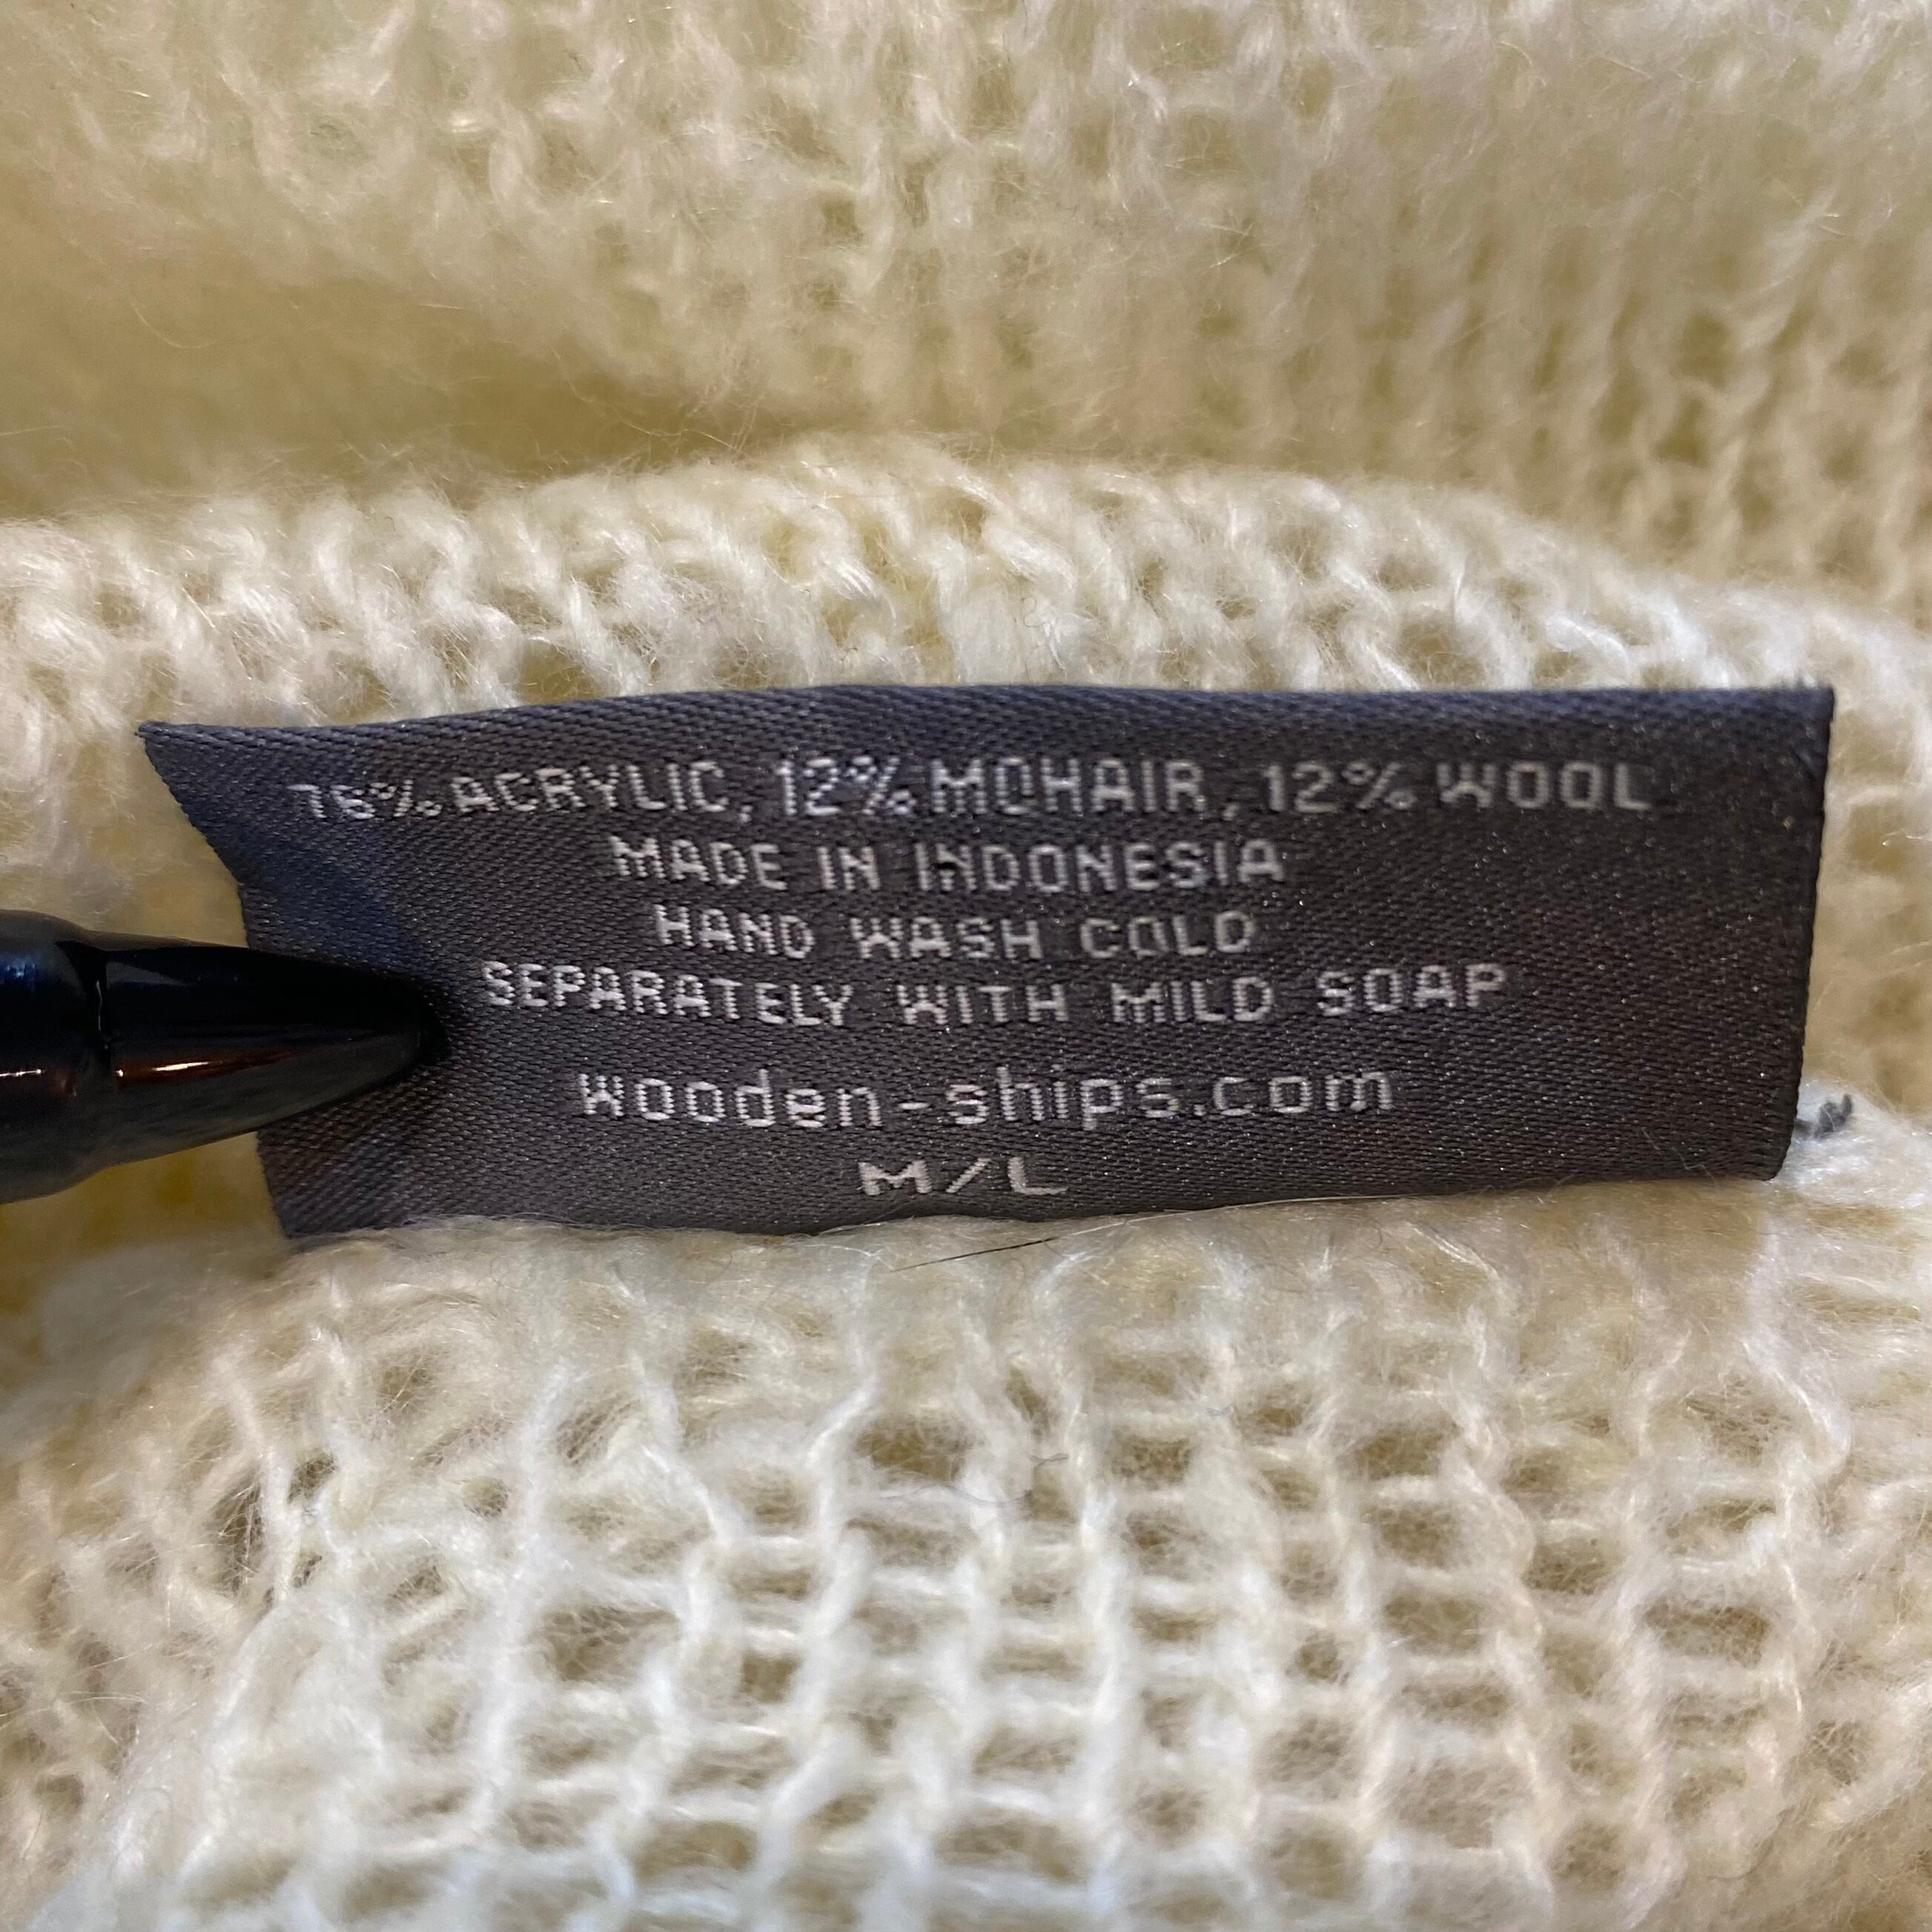 76% ACRYLIC, 12% MOHAIR, 12% WOOL
MADE IN INDONESIA
HAND WASH COLD
SEPARATELY WITH MILD SOAP
wooden-ships.com
M/L